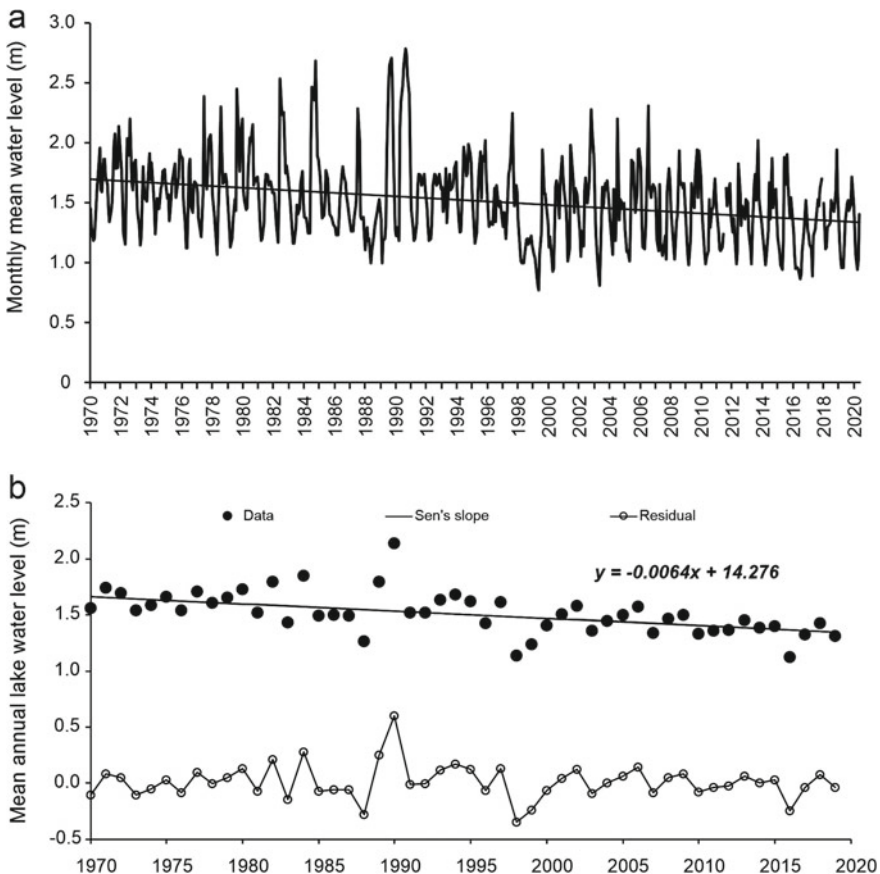 a
Monthly mean water level (m)
3.0
2.5
2.0
1.5
1.0
0.5
0
1970 1972 1974 1976 1978 1980 1982 1984 1986 1988 1990 1992 1994 1996 1998 2000 2002 2004 2006 2008 2010 2012 2014 2016 2018 2020
b
Mean annual lake water level (m)
2.5
Data Sen's slope Residual
2.0
y = -0.0064x + 14.276
1.5
1.0
0.5
0.0
-0.5
1970 1975 1980 1985 1990 1995 2000 2005 2010 2015 2020